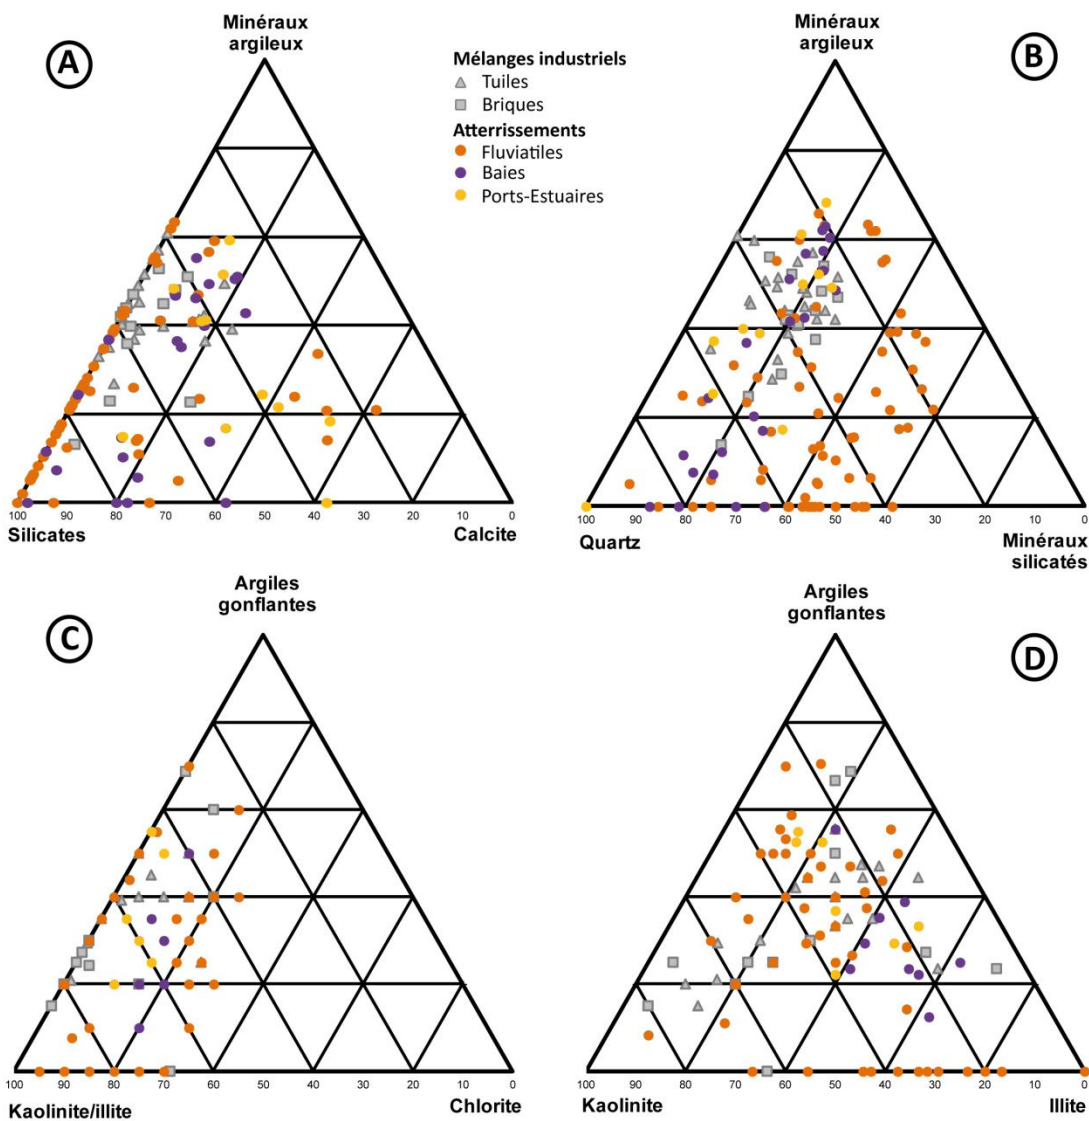 Minéraux
argileux
A
Mélanges industriels
Tuiles
Briques
Atterrissements
Fluviatiles
Baies
Ports-Estuaires
Minéraux
argileux
B
100 90 80 70 60 50 40 30 20 10 0
Silicates
Calcite
100 90 80 70 60 50 40 30 20 10 0
Quartz
Minéraux
silicatés
Argiles
gonflantes
C
Argiles
gonflantes
D
100 90 80 70 60 50 40 30 20 10 0
Kaolinite/illite
Chlorite
100 90 80 70 60 50 40 30 20 10 0
Kaolinite
Illite